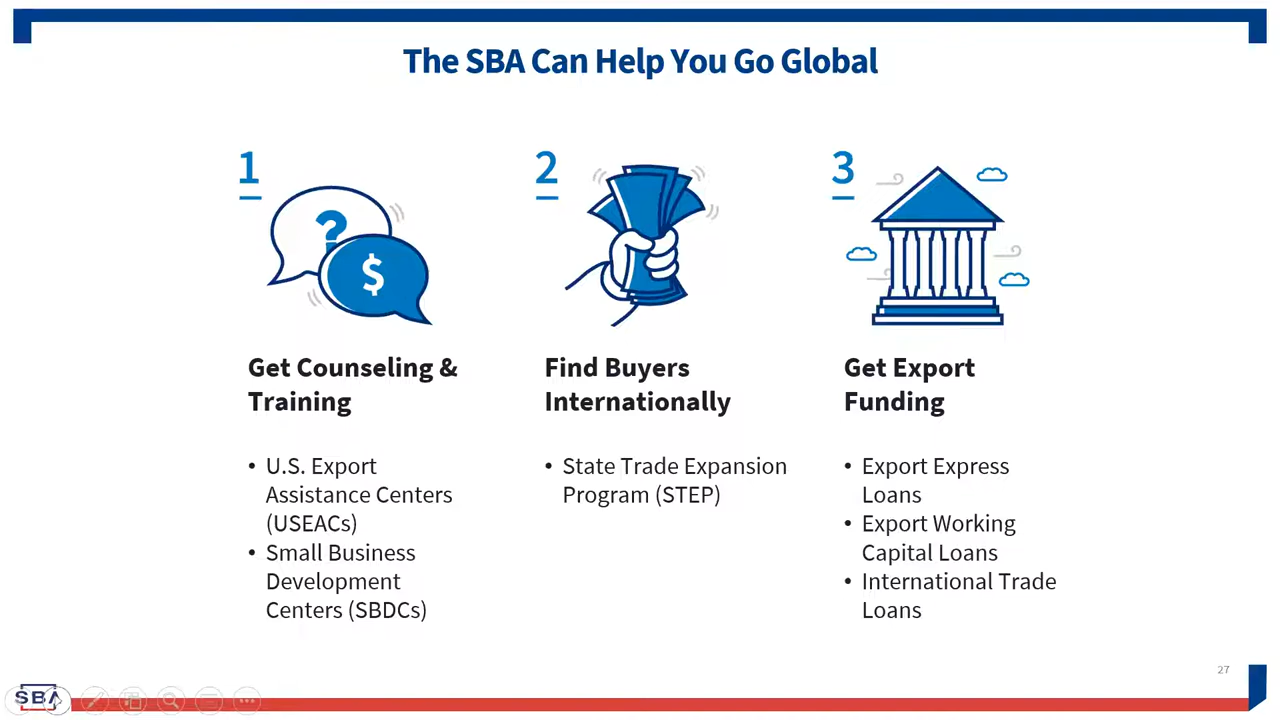 The SBA Can Help You Go Global
1
?
$
Get Counseling &
Training
• U.S. Export
Assistance Centers
(USEACs)
• Small Business
Development
Centers (SBDCs)
2
Find Buyers
Internationally
• State Trade Expansion
Program (STEP)
3
Get Export
Funding
• Export Express
Loans
• Export Working
Capital Loans
• International Trade
Loans
27
SBA